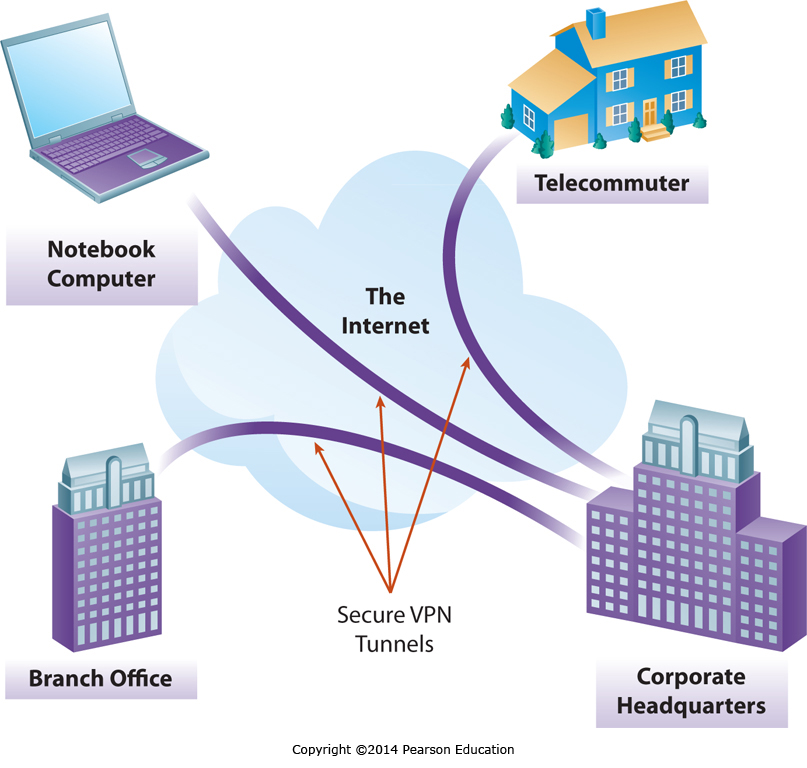 Telecommuter
Notebook
Computer
The
Internet
Secure VPN
Tunnels
Branch Office
Corporate
Headquarters
Copyright ©2014 Pearson Education